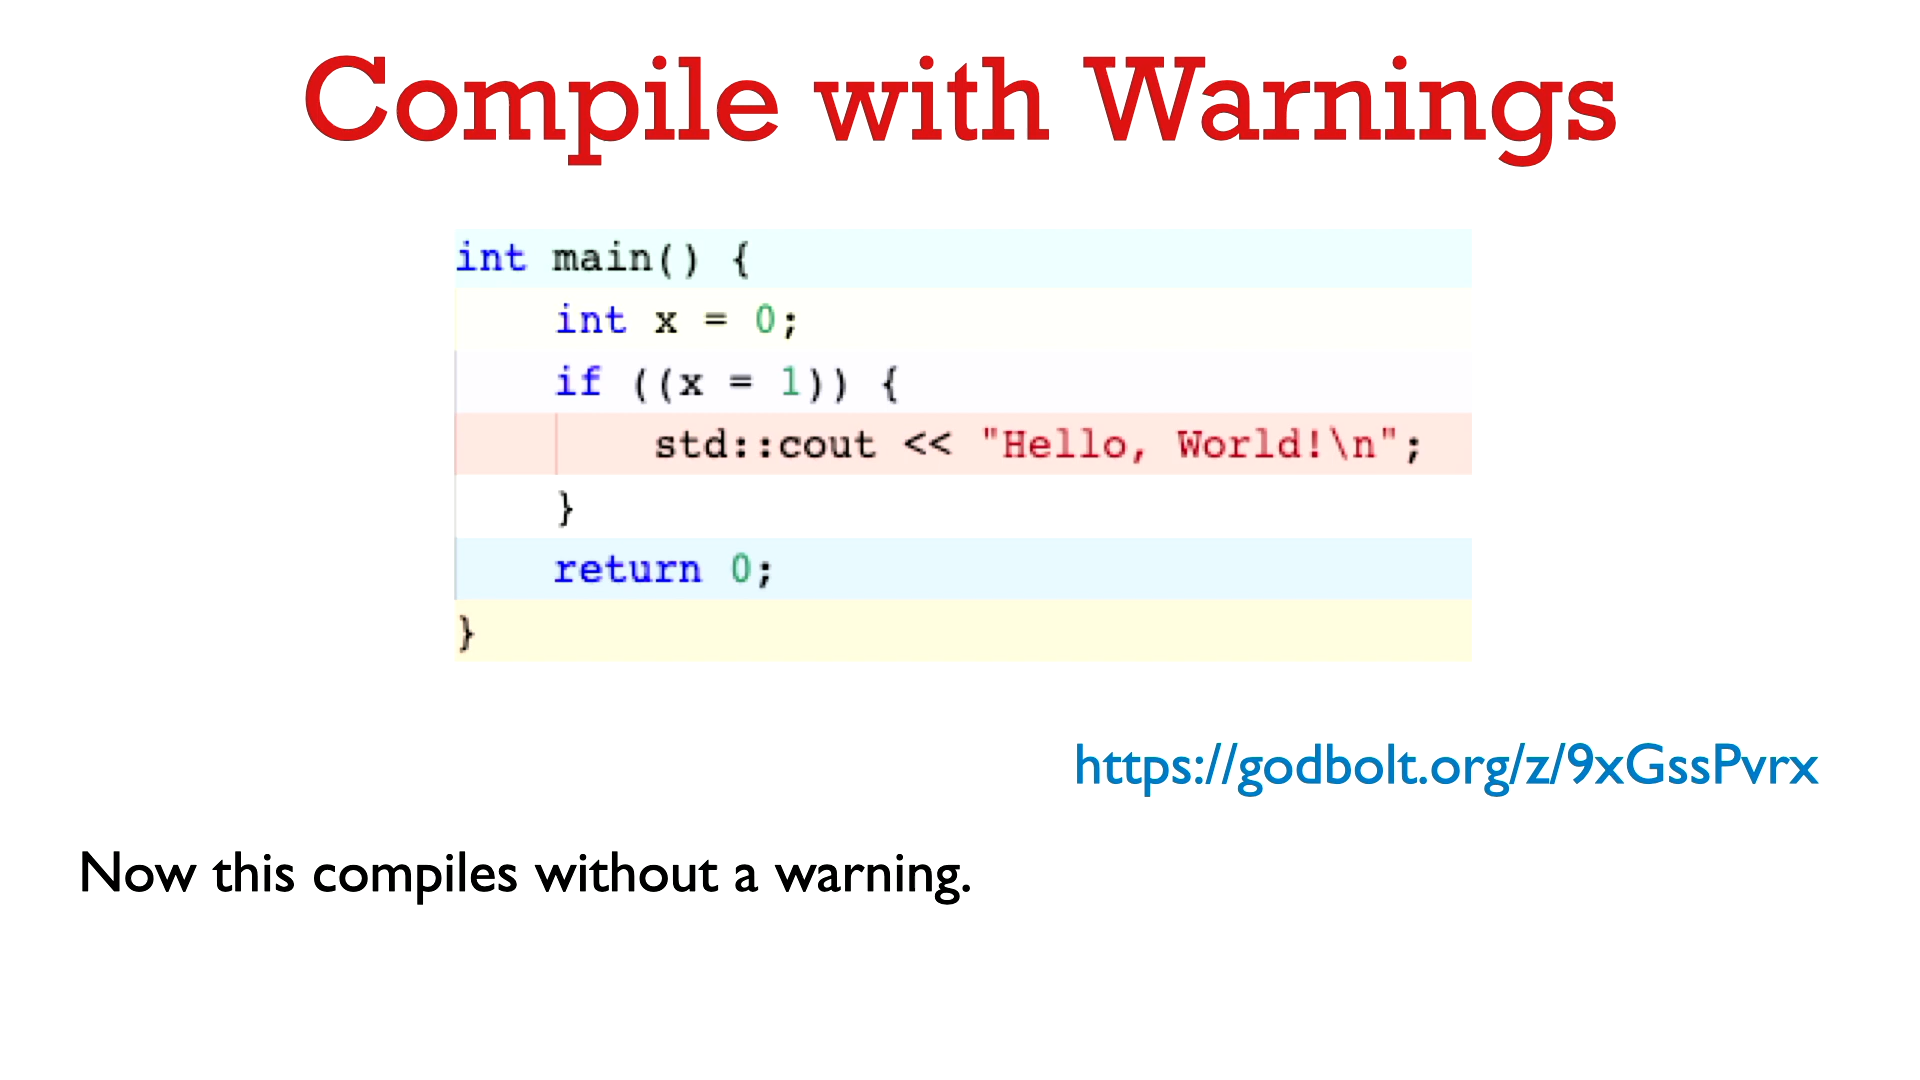 Compile with Warnings
int main() {
    int x = 0;
    if ((x = 1)) {
        std::cout << "Hello, World!\n";
    }
    return 0;
}
https://godbolt.org/z/9xGssPvrx
Now this compiles without a warning.